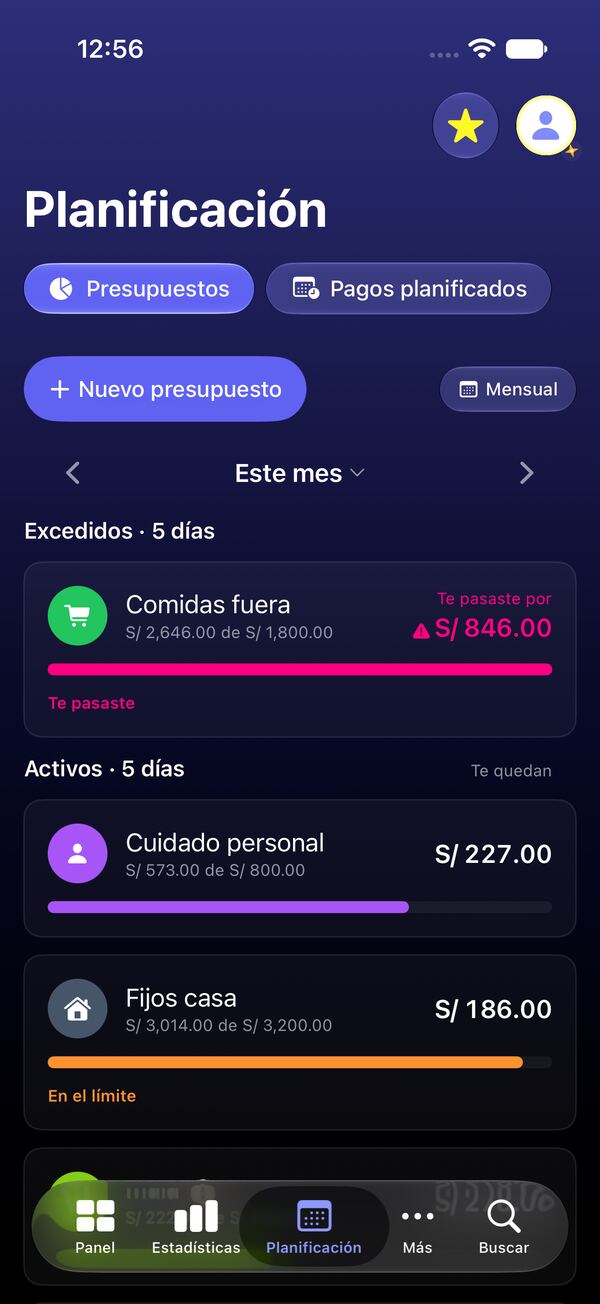 12:56
Planificación
Presupuestos
Pagos planificados
+ Nuevo presupuesto
Mensual
Este mes
Excedidos · 5 días
Comidas fuera
S/ 2,646.00 de S/ 1,800.00
Te pasaste por
S/ 846.00
Te pasaste
Activos · 5 días
Te quedan
Cuidado personal
S/ 573.00 de S/ 800.00
S/ 227.00
Fijos casa
S/ 3,014.00 de S/ 3,200.00
S/ 186.00
En el límite
Panel
Estadísticas
Planificación
Más
Buscar